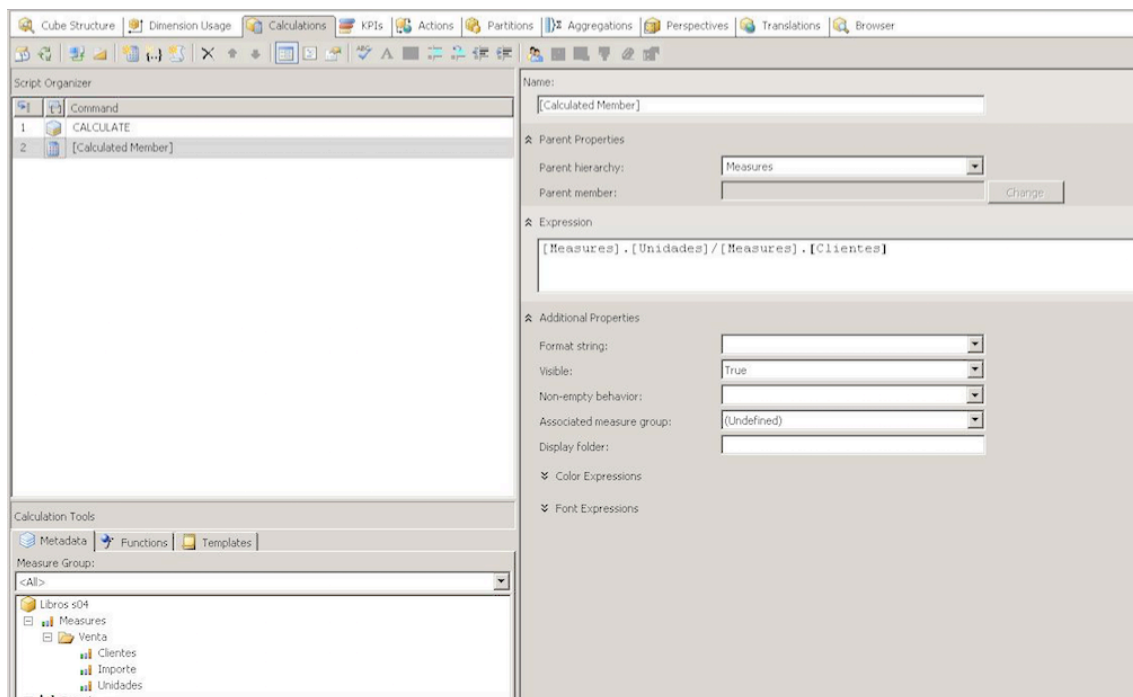 Cube Structure Dimension Usage Calculations KPIs Actions Partitions Aggregations Perspectives Translations Browser
Script Organizer
Command
1 CALCULATE
2 [Calculated Member]
Name:
[Calculated Member]
Parent Properties
Parent hierarchy: Measures
Parent member: Change
Expression
[Measures].[Unidades]/[Measures].[Clientes]
Additional Properties
Format string:
Visible: True
Non-empty behavior:
Associated measure group: (Undefined)
Display folder:
Color Expressions
Font Expressions
Calculation Tools
Metadata Functions Templates
Measure Group:
<All>
Libros s04
Measures
Venta
Clientes
Importe
Unidades